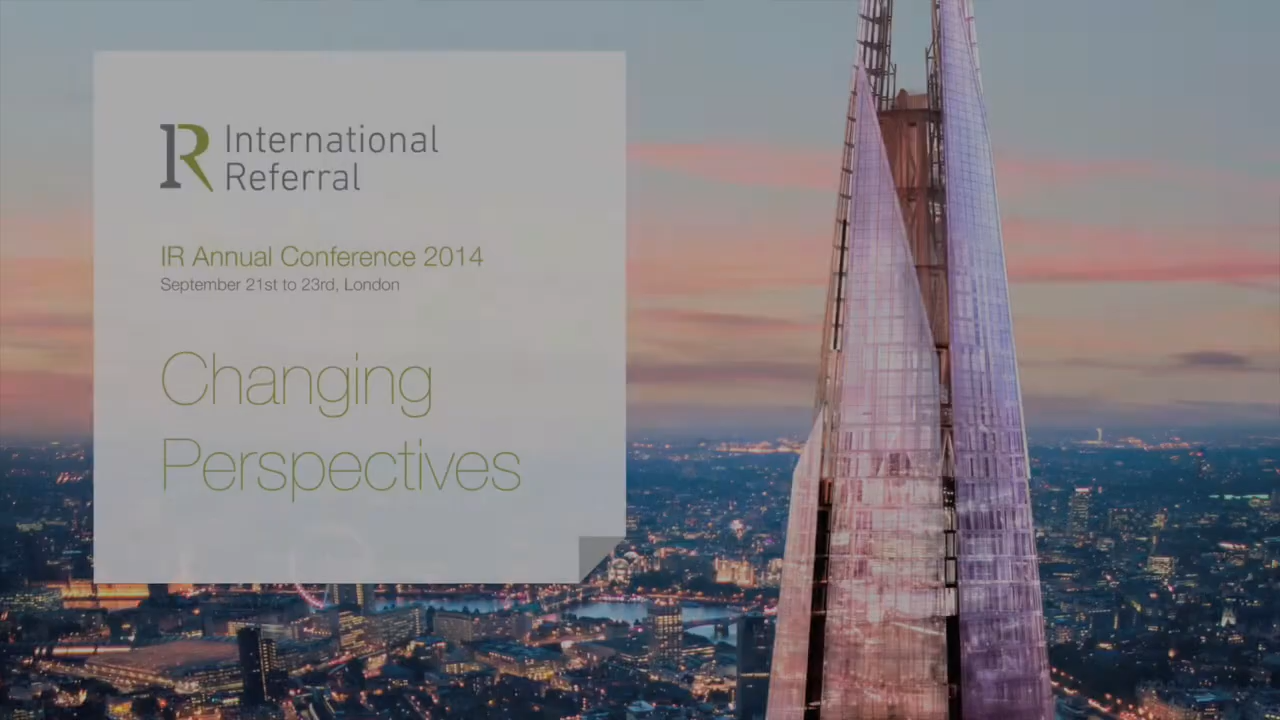 IR International
Referral
IR Annual Conference 2014
September 21st to 23rd, London
Changing
Perspectives